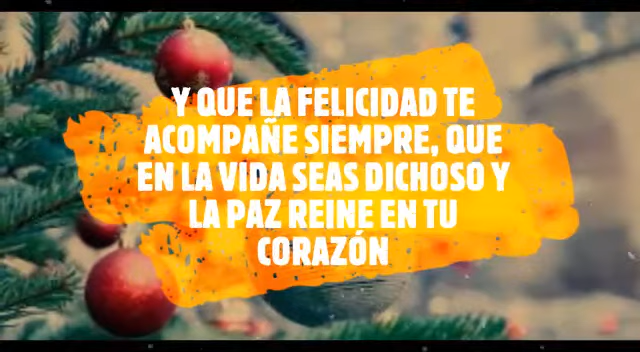 Y QUE LA FELICIDAD TE
ACOMPAÑE SIEMPRE, QUE
EN LA VIDA SEAS DICHOSO Y
LA PAZ REINE EN TU
CORAZÓN